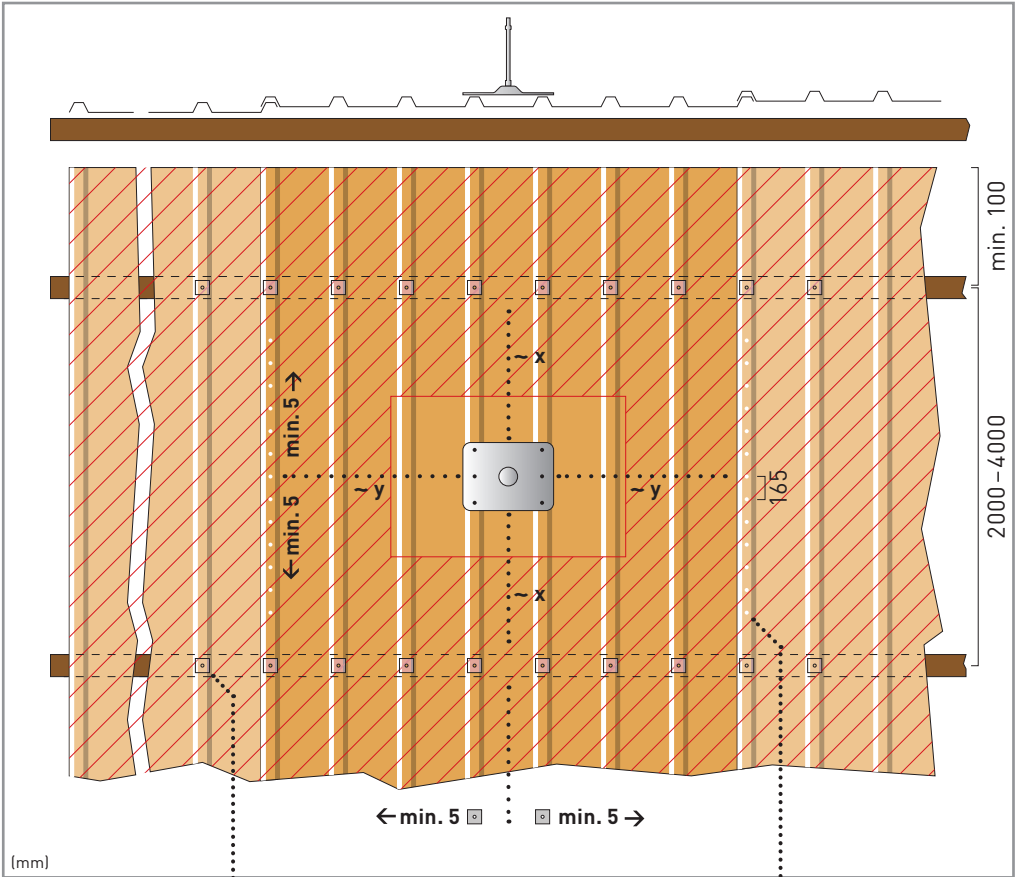 min. 100
~ x
← min. 5 min. 5 →
~ y
~ y
165
2000–4000
~ x
← min. 5
min. 5 →
(mm)